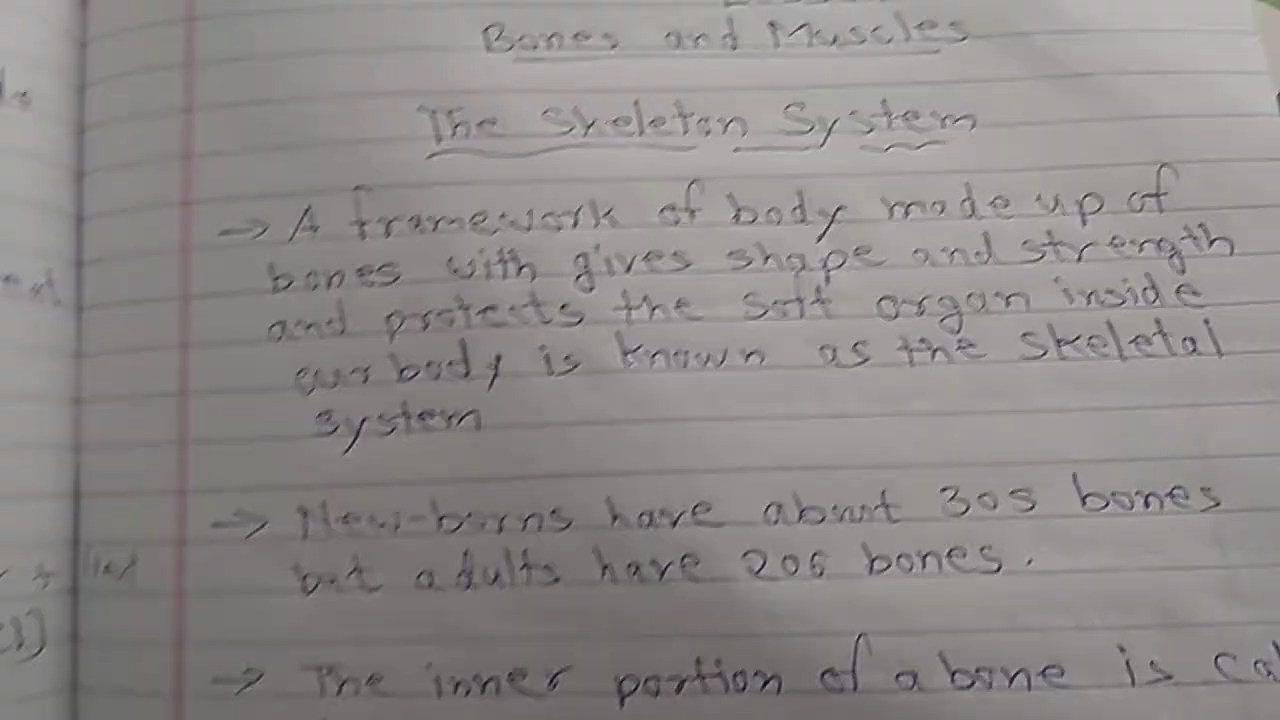 Bones and Muscles
The Skeleton System
→ A framework of body made up of
bones with gives shape and strength
and protects the soft organ inside
our body is known as the skeletal
system
→ New-borns have about 305 bones
but adults have 206 bones.
→ The inner portion of a bone is cal